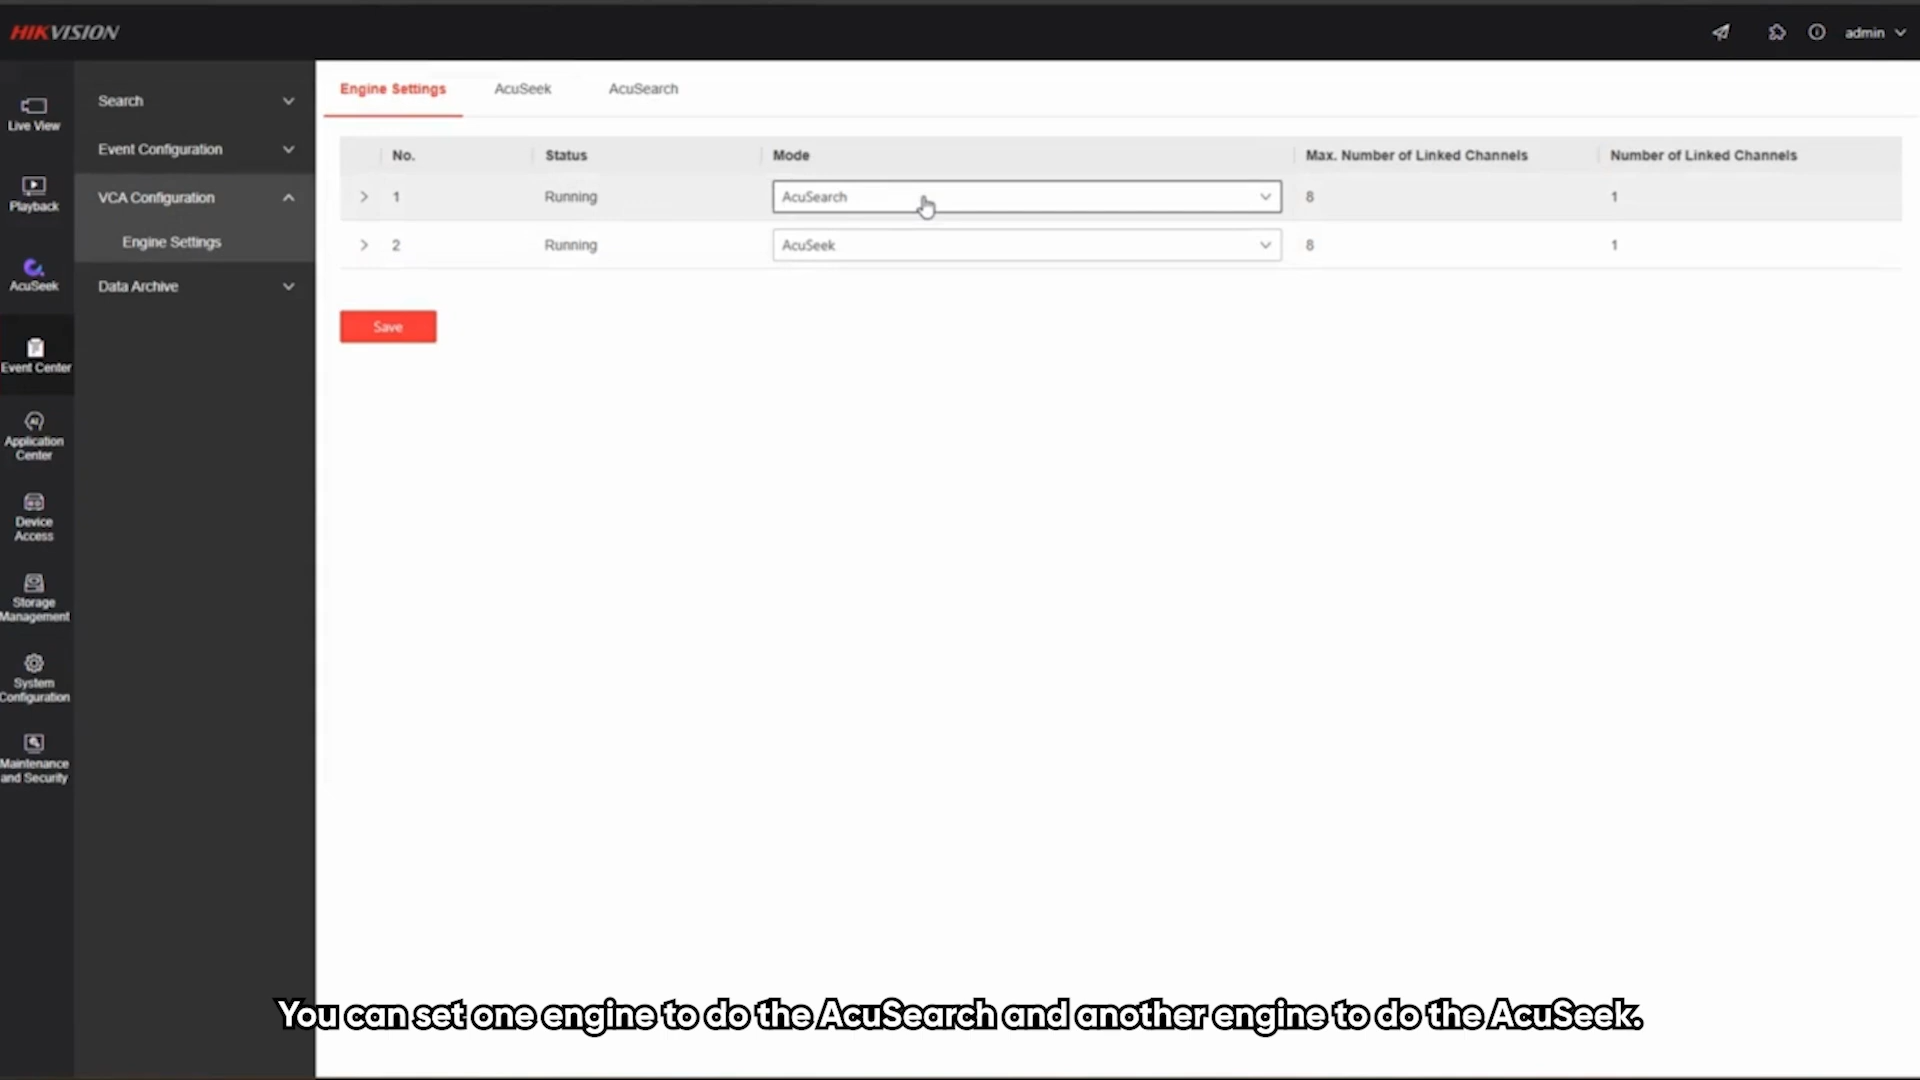 HIKVISION
admin
Live View
Playback
AcuSeek
Event Center
Application
Center
Device
Access
Storage
Management
System
Configuration
Maintenance
and Security
Search
Event Configuration
VCA Configuration
Engine Settings
Data Archive
Engine Settings AcuSeek AcuSearch
No. Status Mode Max. Number of Linked Channels Number of Linked Channels
1 Running AcuSearch 8 1
2 Running AcuSeek 8 1
Save
You can set one engine to do the AcuSearch and another engine to do the AcuSeek.